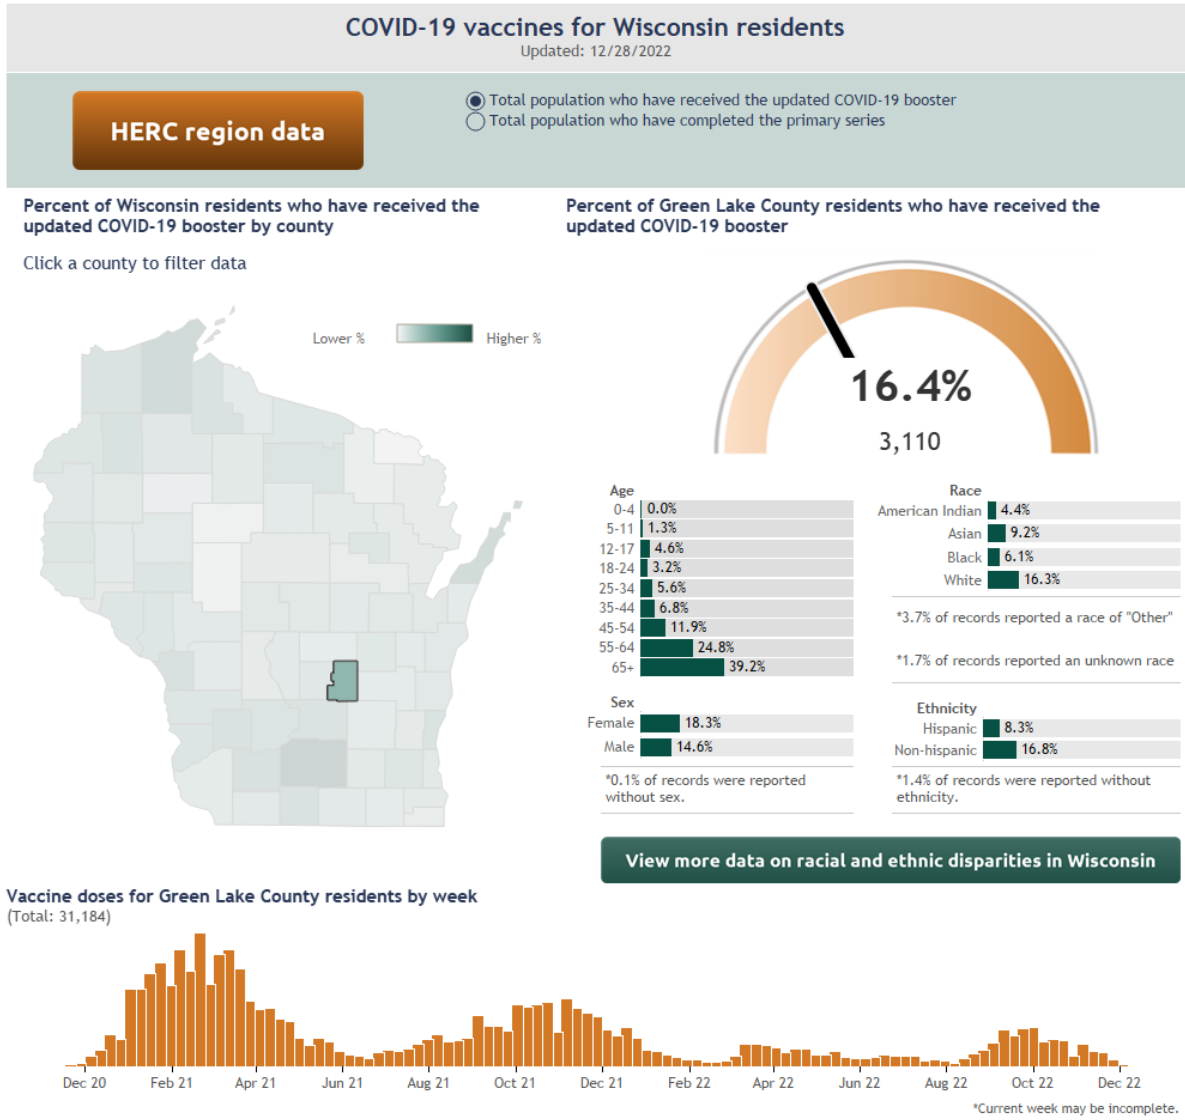 COVID-19 vaccines for Wisconsin residents
Updated: 12/28/2022
HERC region data
Total population who have received the updated COVID-19 booster
Total population who have completed the primary series
Percent of Wisconsin residents who have received the
updated COVID-19 booster by county
Click a county to filter data
Lower %
Higher %
Percent of Green Lake County residents who have received the
updated COVID-19 booster
16.4%
3,110
Age
0-4 0.0%
5-11 1.3%
12-17 4.6%
18-24 3.2%
25-34 5.6%
35-44 6.8%
45-54 11.9%
55-64 24.8%
65+ 39.2%
Race
American Indian 4.4%
Asian 9.2%
Black 6.1%
White 16.3%
*3.7% of records reported a race of "Other"
*1.7% of records reported an unknown race
Sex
Female 18.3%
Male 14.6%
*0.1% of records were reported
without sex.
Ethnicity
Hispanic 8.3%
Non-hispanic 16.8%
*1.4% of records were reported without
ethnicity.
View more data on racial and ethnic disparities in Wisconsin
Vaccine doses for Green Lake County residents by week
(Total: 31,184)
Dec 20 Feb 21 Apr 21 Jun 21 Aug 21 Oct 21 Dec 21 Feb 22 Apr 22 Jun 22 Aug 22 Oct 22 Dec 22
*Current week may be incomplete.